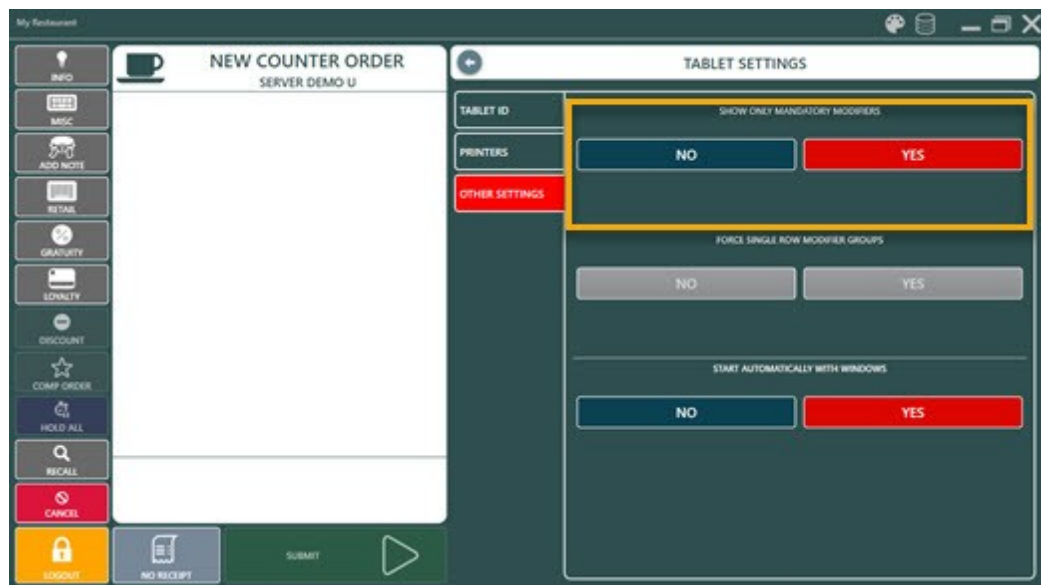 My Restaurant
INFO
MISC
ADD NOTE
RETAIL
GRATUITY
LOYALTY
DISCOUNT
COMP ORDER
HOLD ALL
RECALL
CANCEL
LOGOUT
NEW COUNTER ORDER
SERVER DEMO U
NO RECEIPT
SUBMIT
TABLET SETTINGS
TABLET ID
PRINTERS
OTHER SETTINGS
SHOW ONLY MANDATORY MODIFIERS
NO YES
FORCE SINGLE ROW MODIFIER GROUPS
NO YES
START AUTOMATICALLY WITH WINDOWS
NO YES